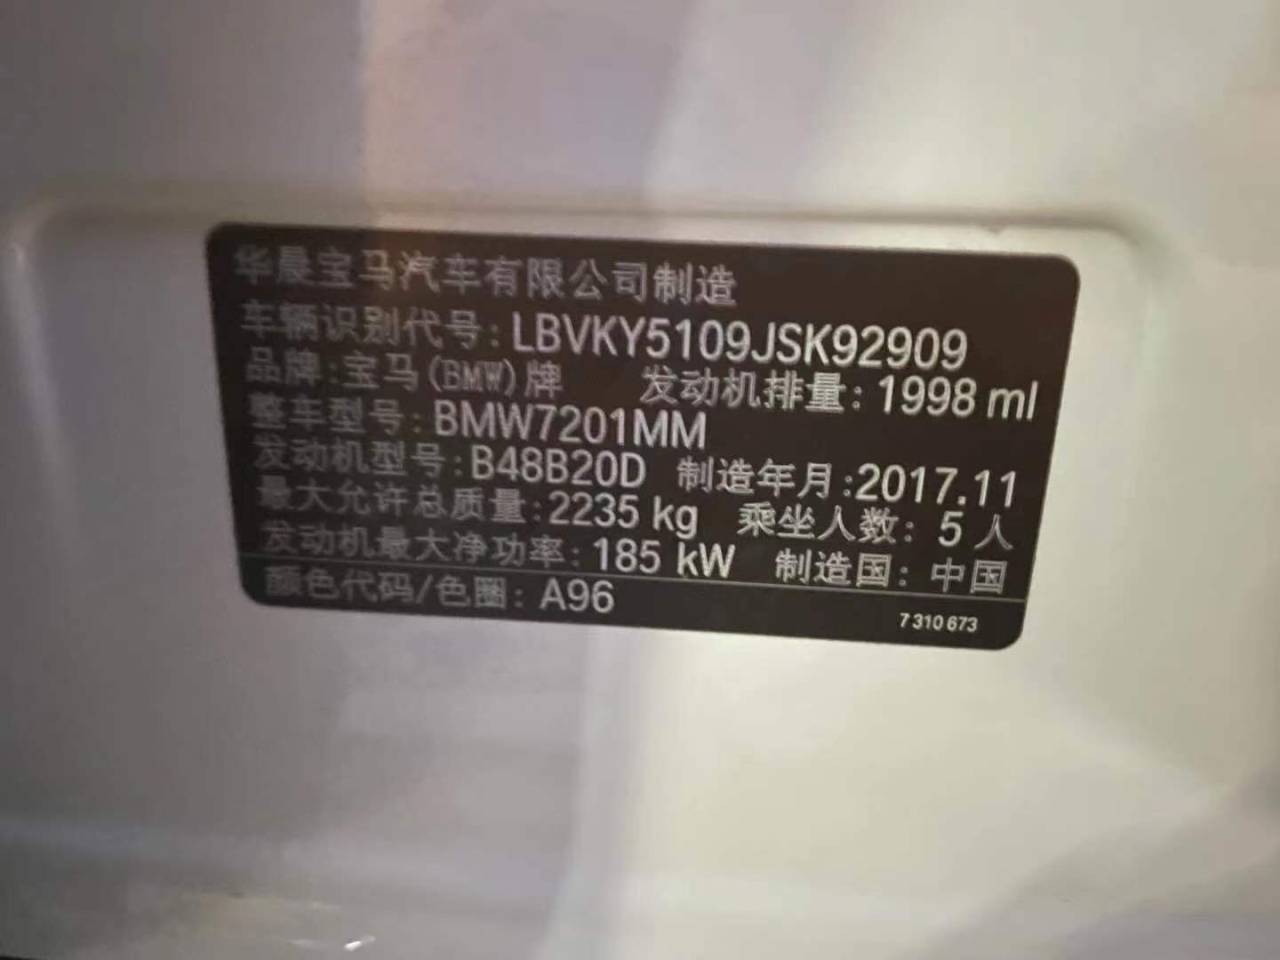 华晨宝马汽车有限公司制造
车辆识别代号: LBVKY5109JSK92909
品牌:宝马(BMW)牌 发动机排量: 1998 ml
整车型号: BMW7201MM
发动机型号: B48B20D 制造年月:2017.11
最大允许总质量:2235 kg 乘坐人数: 5 人
发动机最大净功率: 185 kW 制造国: 中国
颜色代码/色圈: A96
7 310 673